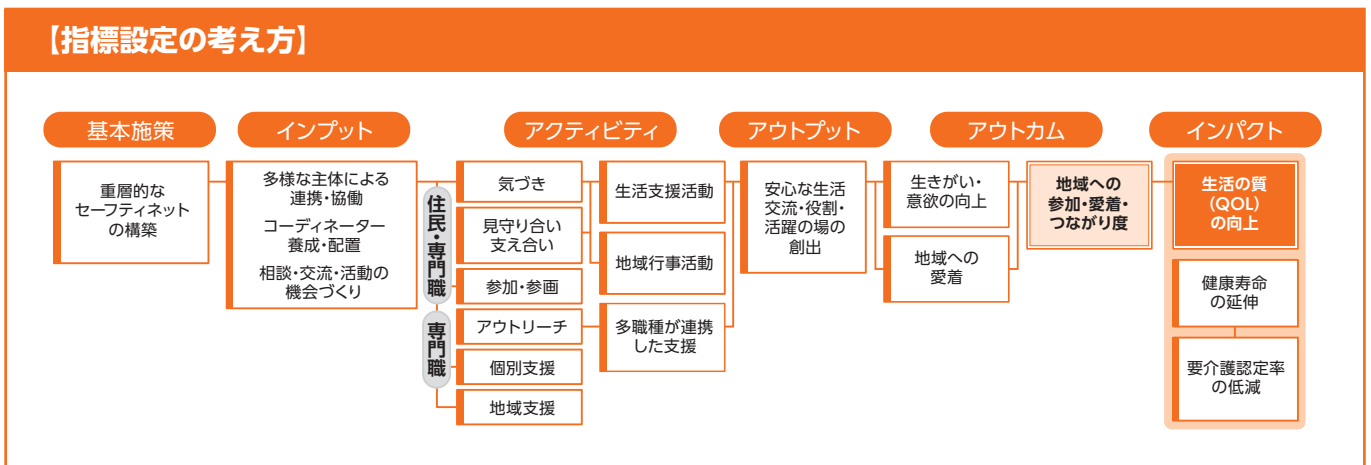 【指標設定の考え方】
基本施策
インプット
アクティビティ
アウトプット
アウトカム
インパクト
重層的な
セーフティネット
の構築
多様な主体による
連携・協働
コーディネーター
養成・配置
相談・交流・活動の
機会づくり
住民・専門職
専門職
気づき
見守り合い
支え合い
参加・参画
アウトリーチ
個別支援
地域支援
生活支援活動
地域行事活動
多職種が連携
した支援
安心な生活
交流・役割・
活躍の場の
創出
生きがい・
意欲の向上
地域への
愛着
地域への
参加・愛着・
つながり度
生活の質
(QOL)
の向上
健康寿命
の延伸
要介護認定率
の低減